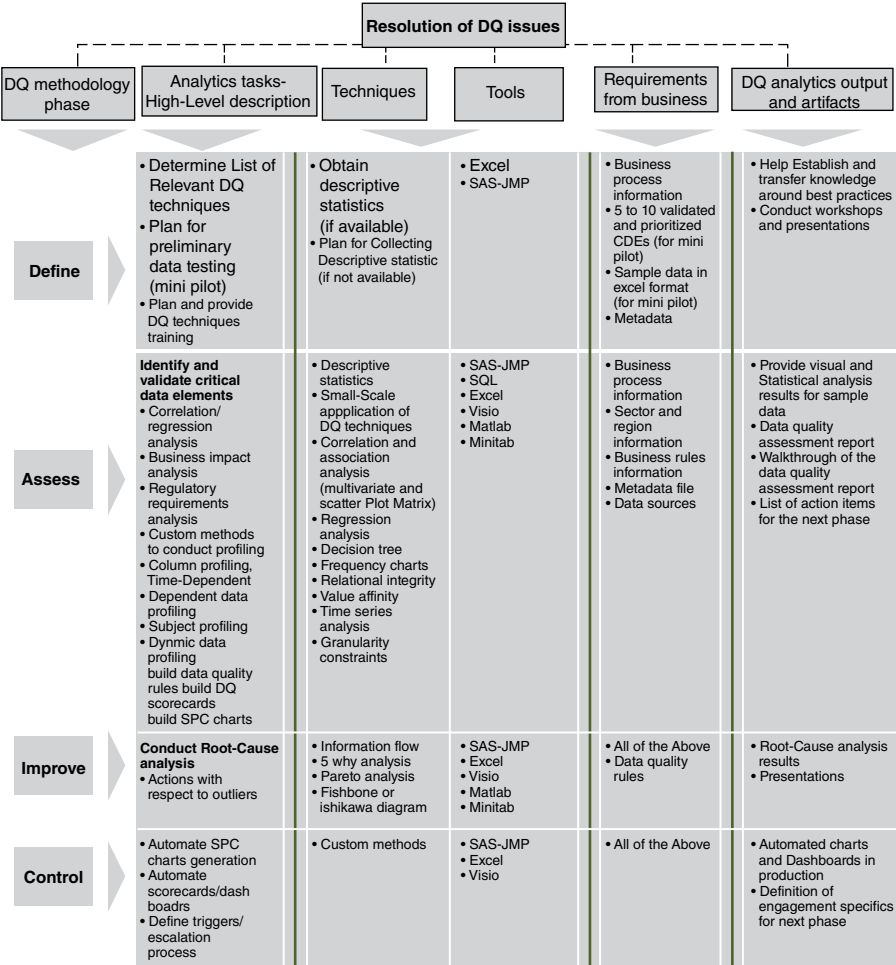 Resolution of DQ issues
DQ methodology
phase
Analytics tasks-
High-Level description
Techniques
Tools
Requirements
from business
DQ analytics output
and artifacts
Define
• Determine List of
Relevant DQ
techniques
• Plan for
preliminary
data testing
(mini pilot)
• Plan and provide
DQ techniques
training
• Obtain
descriptive
statistics
(if available)
• Plan for Collecting
Descriptive statistic
(if not available)
• Excel
• SAS-JMP
• Business
process
information
• 5 to 10 validated
and prioritized
CDEs (for mini
pilot)
• Sample data in
excel format
(for mini pilot)
• Metadata
• Help Establish and
transfer knowledge
around best practices
• Conduct workshops
and presentations
Assess
Identify and
validate critical
data elements
• Correlation/
regression
analysis
• Business impact
analysis
• Regulatory
requirements
analysis
• Custom methods
to conduct profiling
• Column profiling,
Time-Dependent
• Dependent data
profiling
• Subject profiling
• Dynmic data
profiling
build data quality
rules build DQ
scorecards
build SPC charts
• Descriptive
statistics
• Small-Scale
appplication of
DQ techniques
• Correlation and
association
analysis
(multivariate and
scatter Plot Matrix)
• Regression
analysis
• Decision tree
• Frequency charts
• Relational integrity
• Value affinity
• Time series
analysis
• Granularity
constraints
• SAS-JMP
• SQL
• Excel
• Visio
• Matlab
• Minitab
• Business
process
information
• Sector and
region
information
• Business rules
information
• Metadata file
• Data sources
• Provide visual and
Statistical analysis
results for sample
data
• Data quality
assessment report
• Walkthrough of the
data quality
assessment report
• List of action items
for the next phase
Improve
Conduct Root-Cause
analysis
• Actions with
respect to outliers
• Information flow
• 5 why analysis
• Pareto analysis
• Fishbone or
ishikawa diagram
• SAS-JMP
• Excel
• Visio
• Matlab
• Minitab
• All of the Above
• Data quality
rules
• Root-Cause analysis
results
• Presentations
Control
• Automate SPC
charts generation
• Automate
scorecards/dash
boadrs
• Define triggers/
escalation
process
• Custom methods
• SAS-JMP
• Excel
• Visio
• All of the Above
• Automated charts
and Dashboards in
production
• Definition of
engagement specifics
for next phase